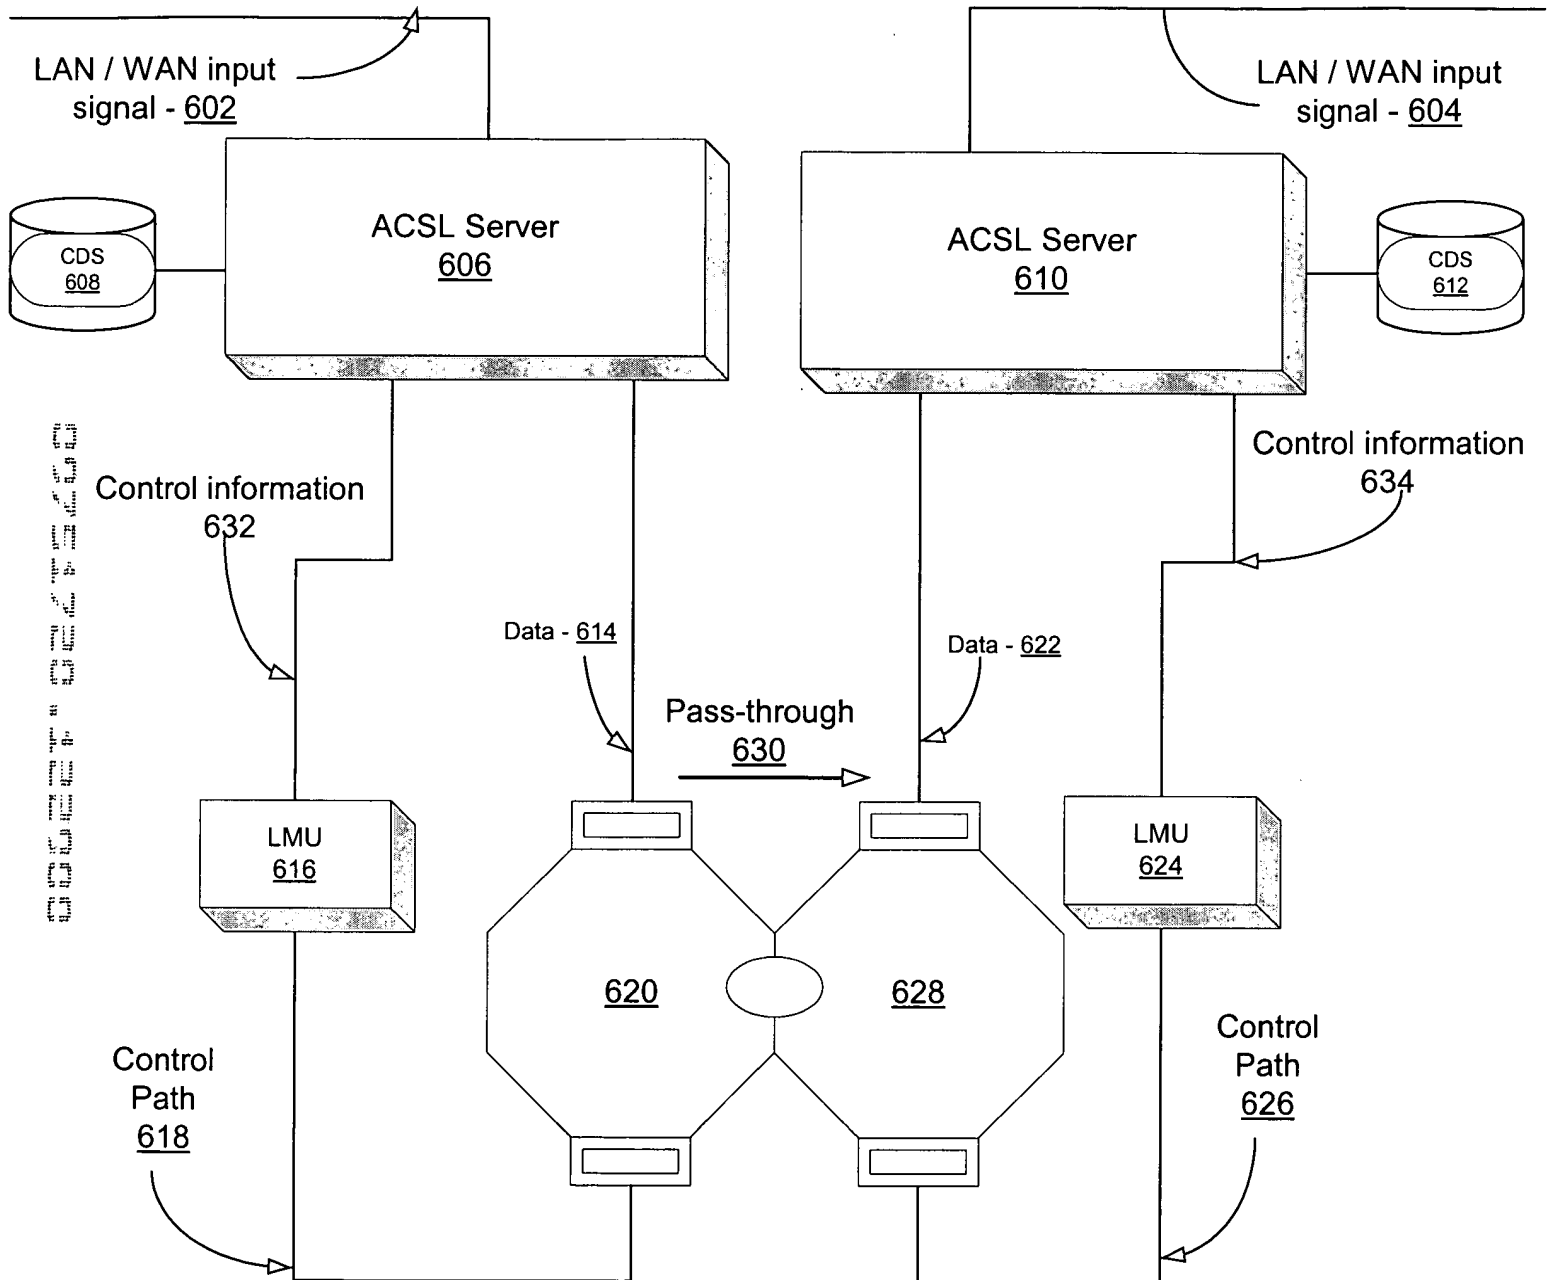 LAN / WAN input
signal - 602
LAN / WAN input
signal - 604
ACSL Server
606
ACSL Server
610
CDS
608
CDS
612
Control information
632
Control information
634
Data - 614
Data - 622
Pass-through
630
LMU
616
LMU
624
620
628
Control
Path
618
Control
Path
626